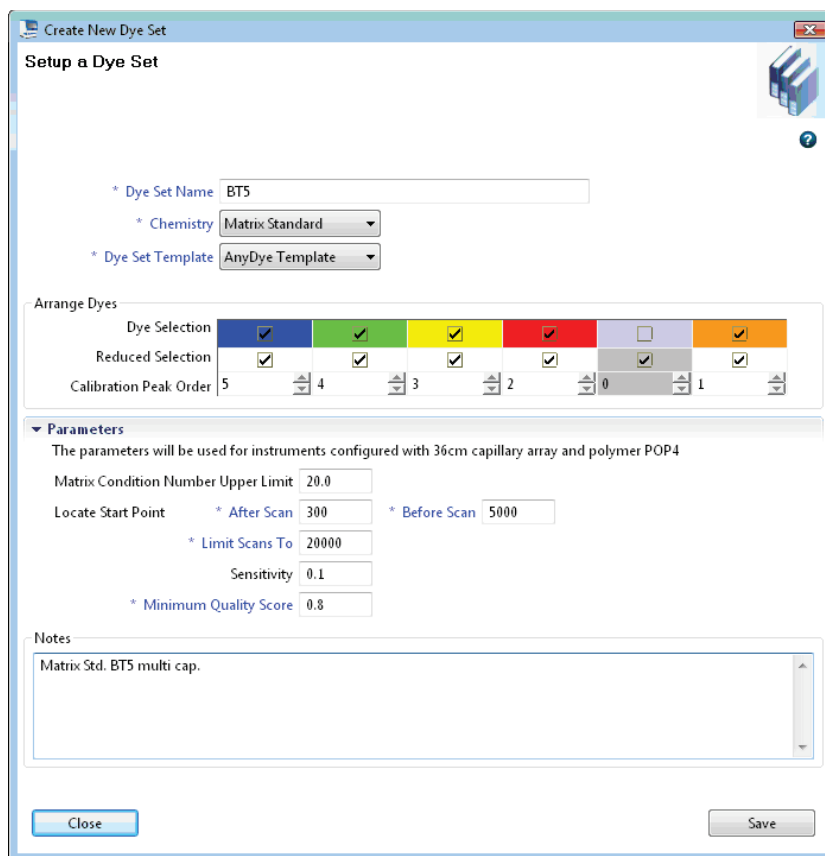 Create New Dye Set
Setup a Dye Set
?
* Dye Set Name BT5
* Chemistry Matrix Standard
* Dye Set Template AnyDye Template
Arrange Dyes
Dye Selection
Reduced Selection
Calibration Peak Order 5 4 3 2 0 1
Parameters
The parameters will be used for instruments configured with 36cm capillary array and polymer POP4
Matrix Condition Number Upper Limit 20.0
Locate Start Point * After Scan 300 * Before Scan 5000
* Limit Scans To 20000
Sensitivity 0.1
* Minimum Quality Score 0.8
Notes
Matrix Std. BT5 multi cap.
Close Save